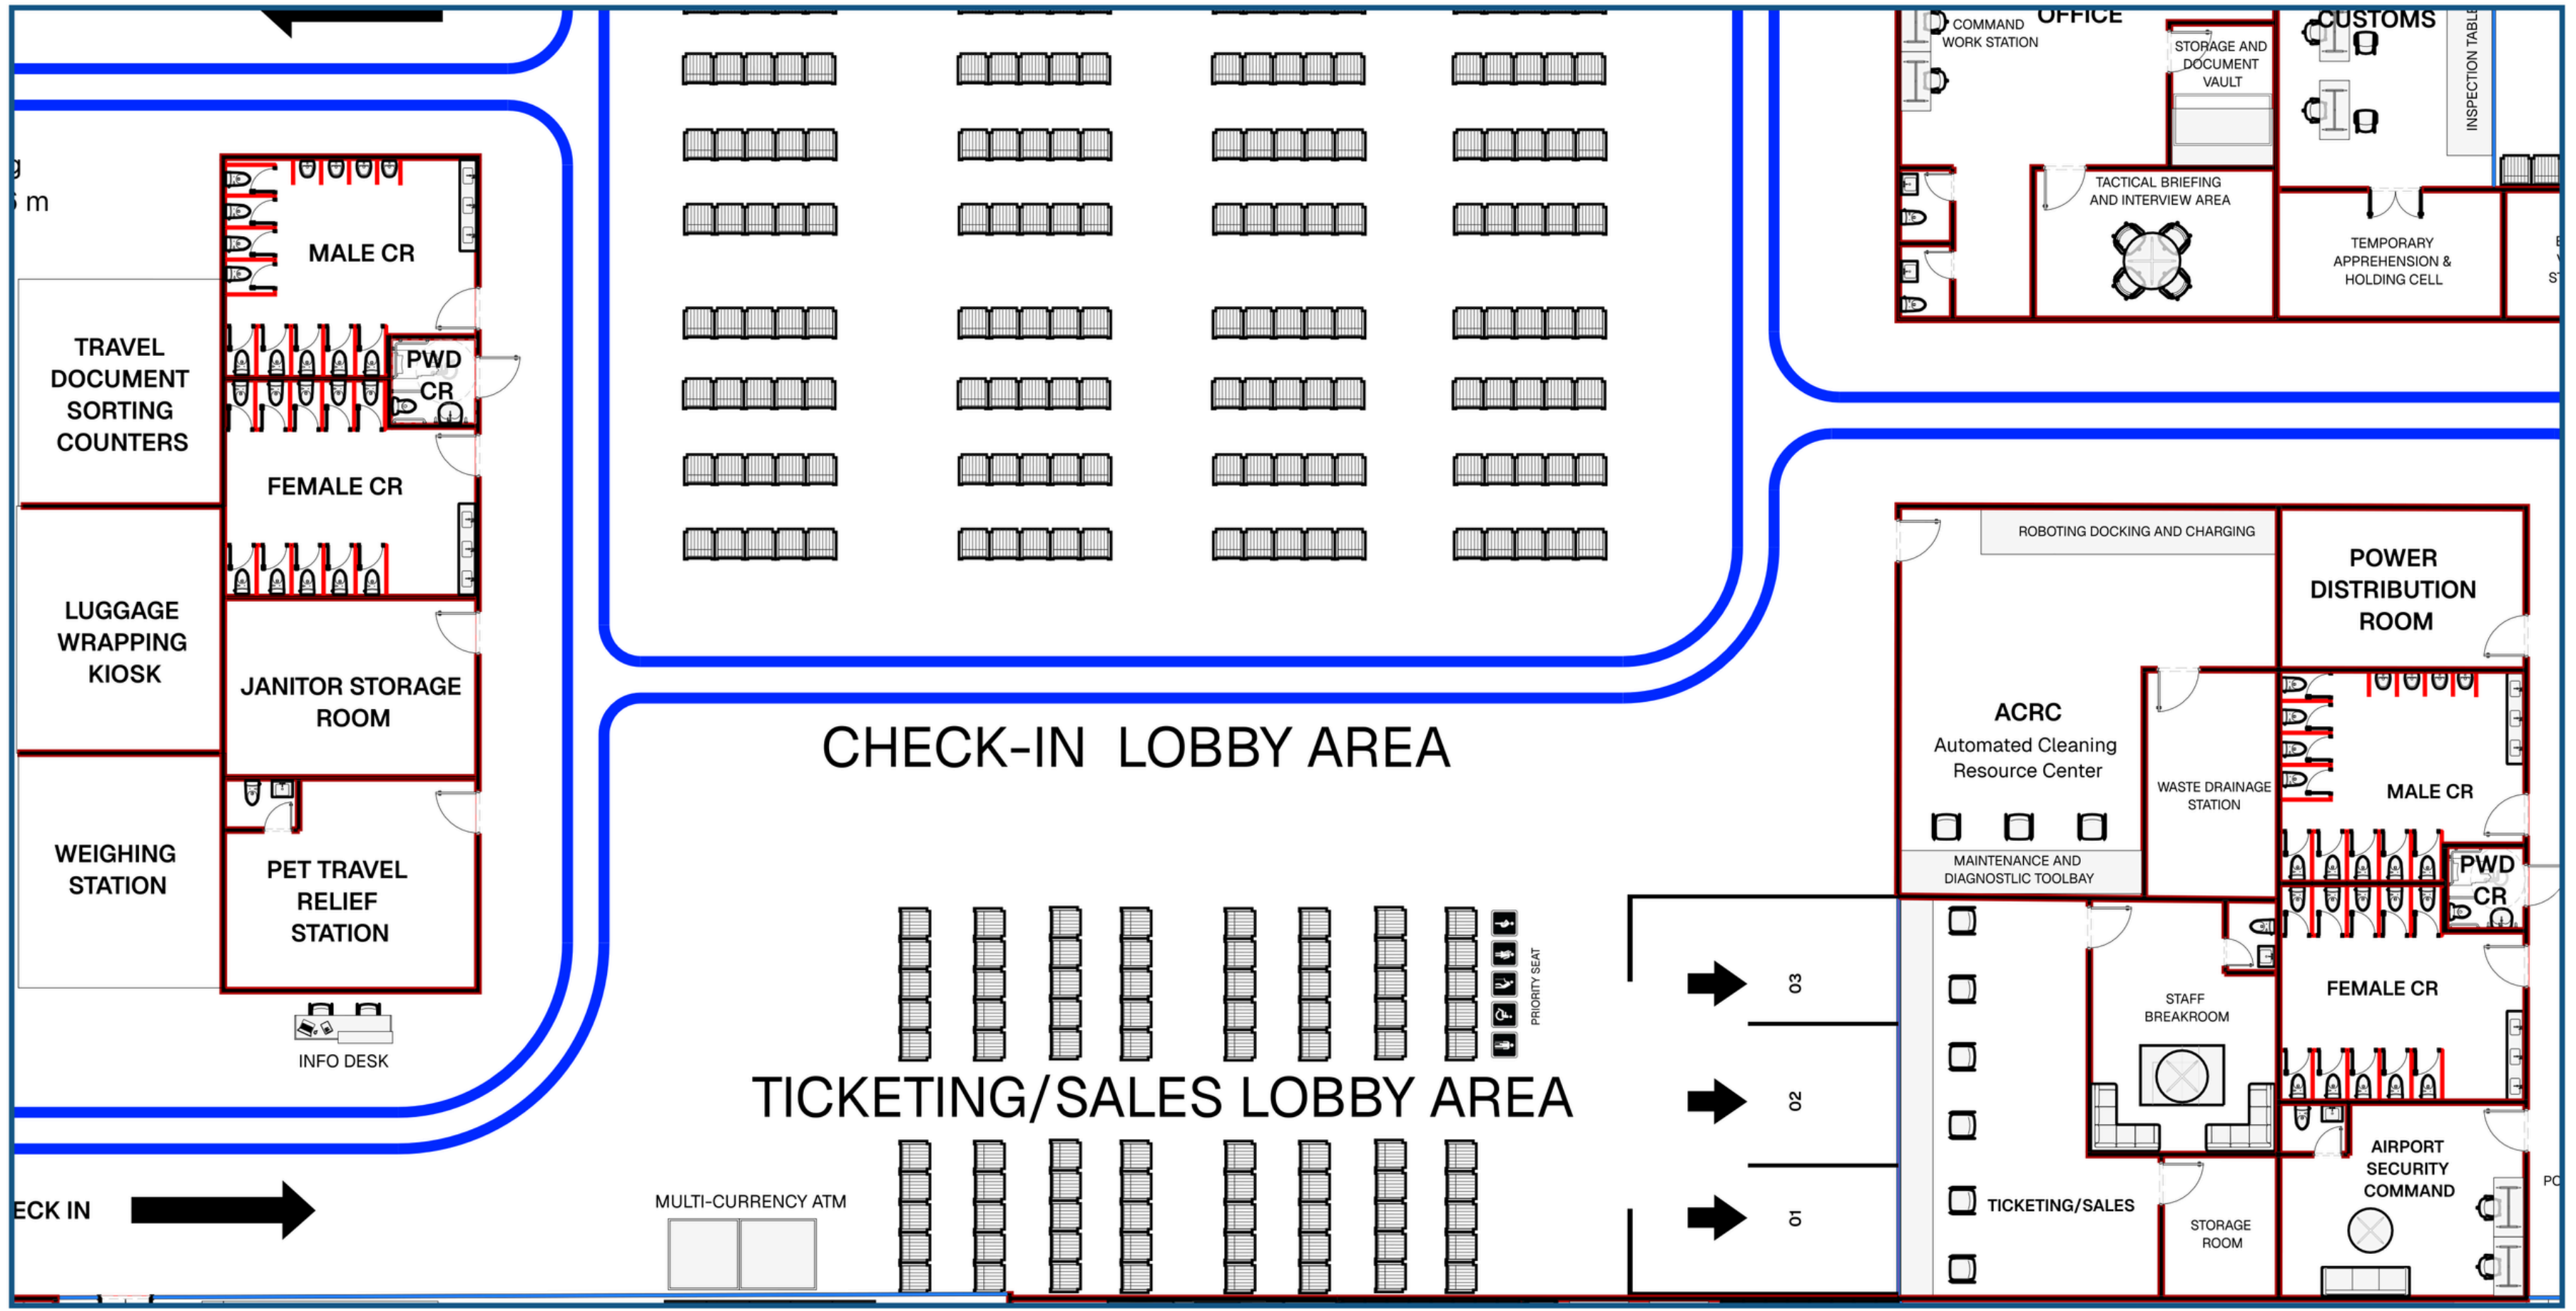 OFFICE
CUSTOMS
COMMAND
WORK STATION
STORAGE AND
DOCUMENT
VAULT
INSPECTION TABLE
m
TACTICAL BRIEFING
AND INTERVIEW AREA
TEMPORARY
APPREHENSION &
HOLDING CELL
MALE CR
TRAVEL
DOCUMENT
SORTING
COUNTERS
PWD
CR
FEMALE CR
LUGGAGE
WRAPPING
KIOSK
JANITOR STORAGE
ROOM
WEIGHING
STATION
PET TRAVEL
RELIEF
STATION
INFO DESK
ECK IN
CHECK-IN LOBBY AREA
TICKETING/SALES LOBBY AREA
PRIORITY SEAT
MULTI-CURRENCY ATM
03
02
01
ROBOTING DOCKING AND CHARGING
POWER
DISTRIBUTION
ROOM
ACRC
Automated Cleaning
Resource Center
WASTE DRAINAGE
STATION
MAINTENANCE AND
DIAGNOSTLIC TOOLBAY
MALE CR
PWD
CR
FEMALE CR
STAFF
BREAKROOM
TICKETING/SALES
STORAGE
ROOM
AIRPORT
SECURITY
COMMAND